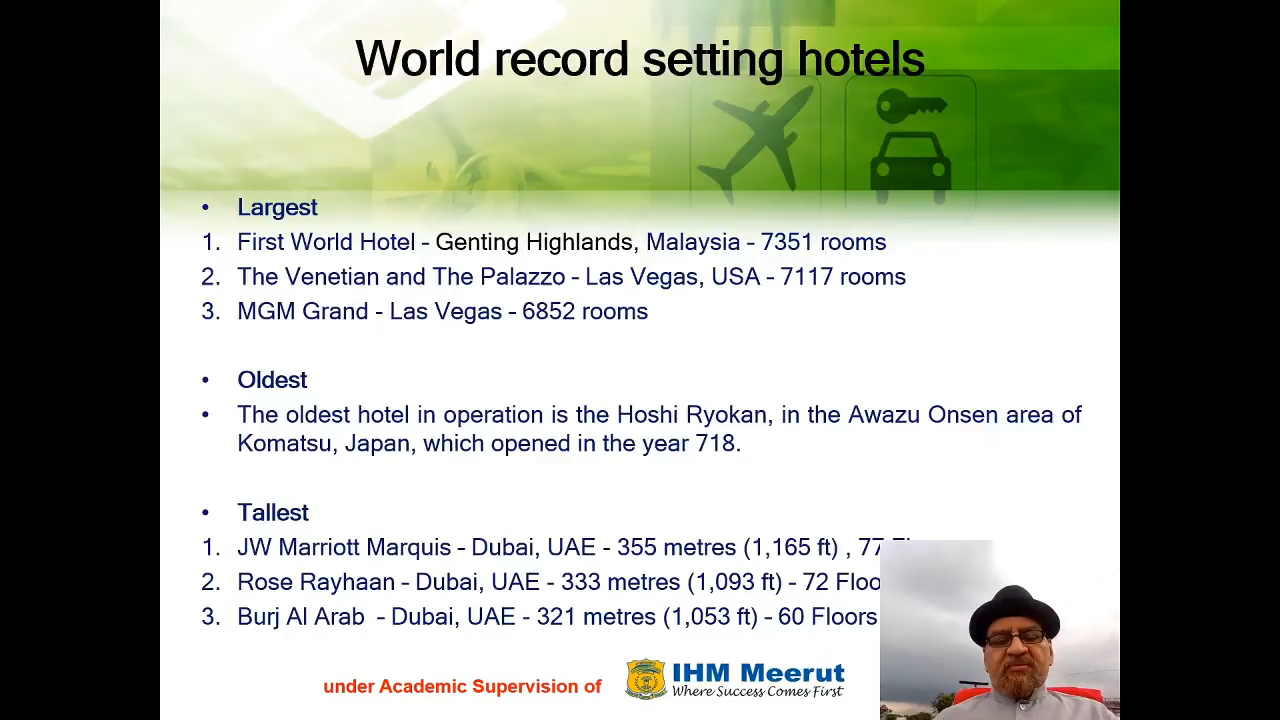 World record setting hotels
• Largest
1. First World Hotel - Genting Highlands, Malaysia - 7351 rooms
2. The Venetian and The Palazzo - Las Vegas, USA - 7117 rooms
3. MGM Grand - Las Vegas - 6852 rooms
• Oldest
• The oldest hotel in operation is the Hoshi Ryokan, in the Awazu Onsen area of
Komatsu, Japan, which opened in the year 718.
• Tallest
1. JW Marriott Marquis - Dubai, UAE - 355 metres (1,165 ft) , 77
2. Rose Rayhaan - Dubai, UAE - 333 metres (1,093 ft) - 72
3. Burj Al Arab - Dubai, UAE - 321 metres (1,053 ft) - 60 Floors
under Academic Supervision of
IHM Meerut
Where Success Comes First